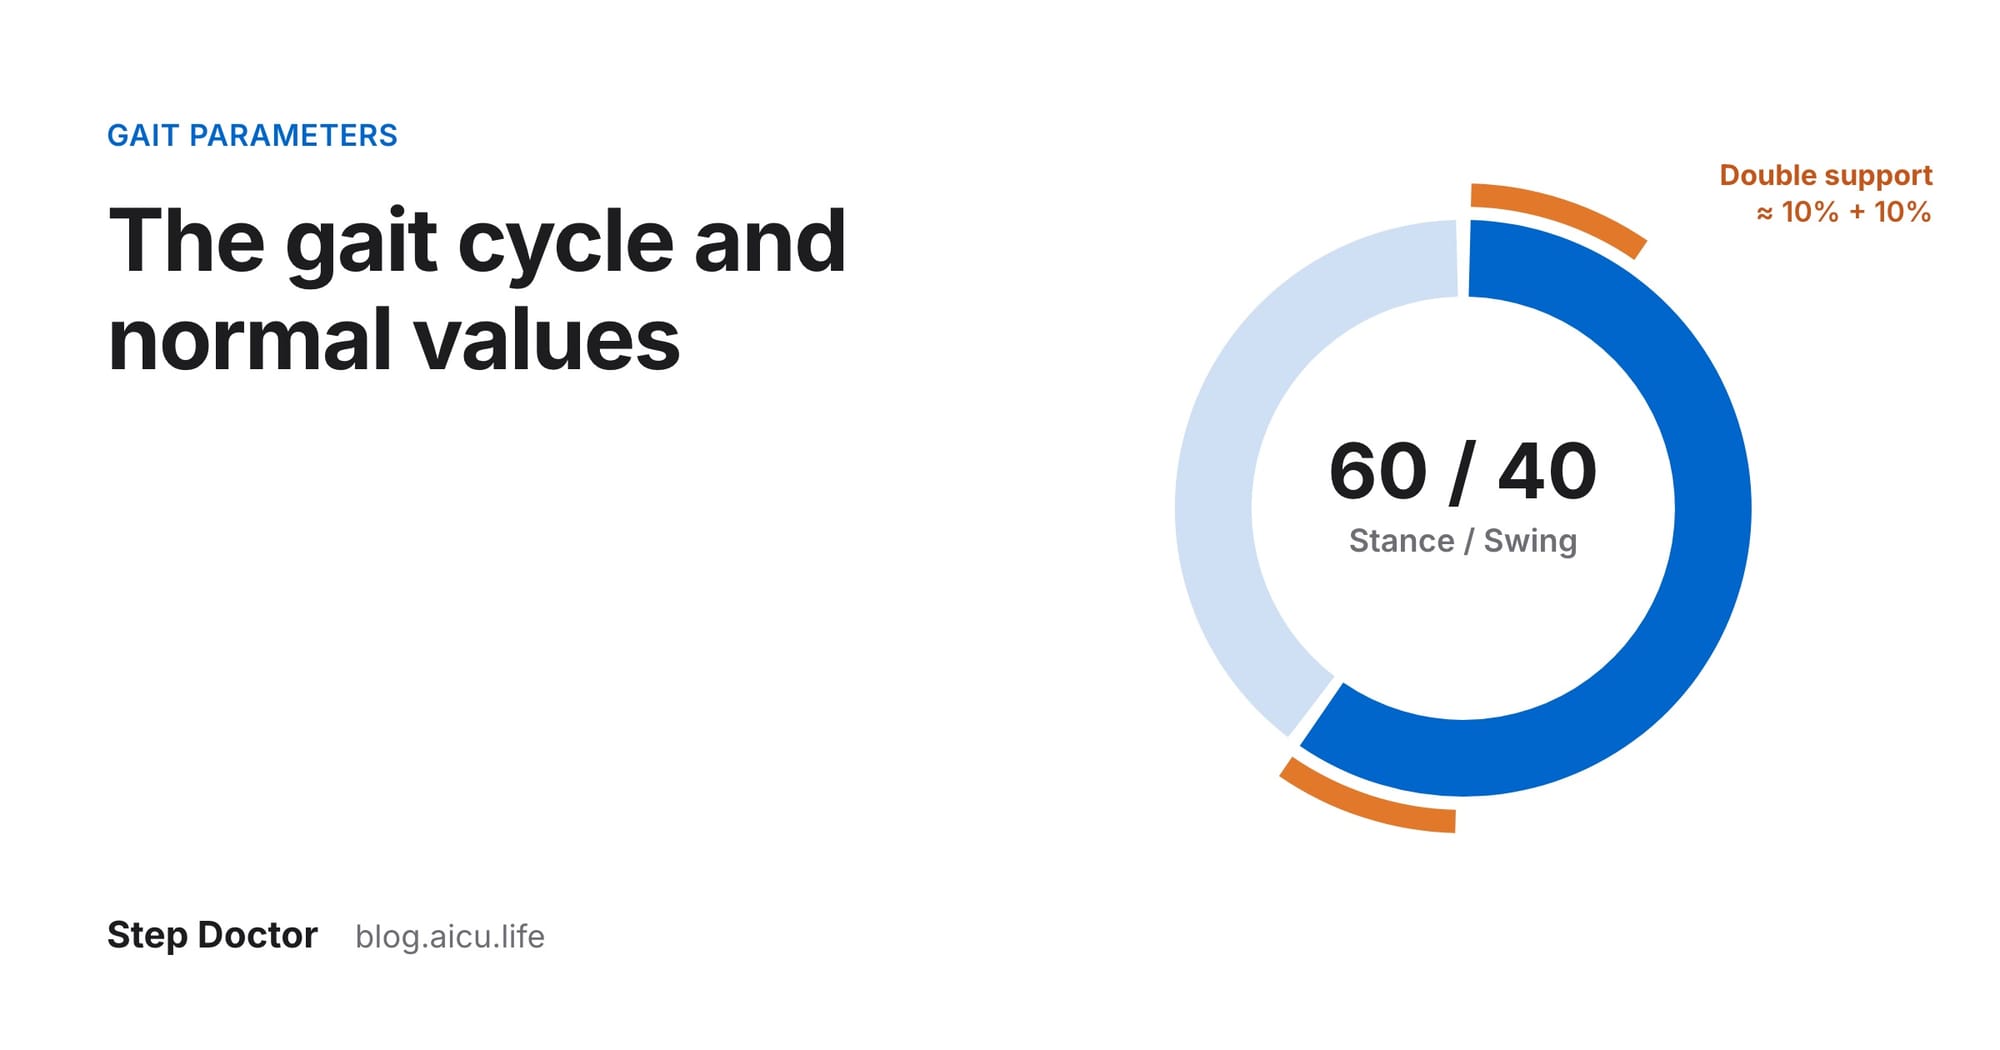 GAIT PARAMETERS
The gait cycle and
normal values
Double support
≈ 10% + 10%
60 / 40
Stance / Swing
Step Doctor blog.aicu.life